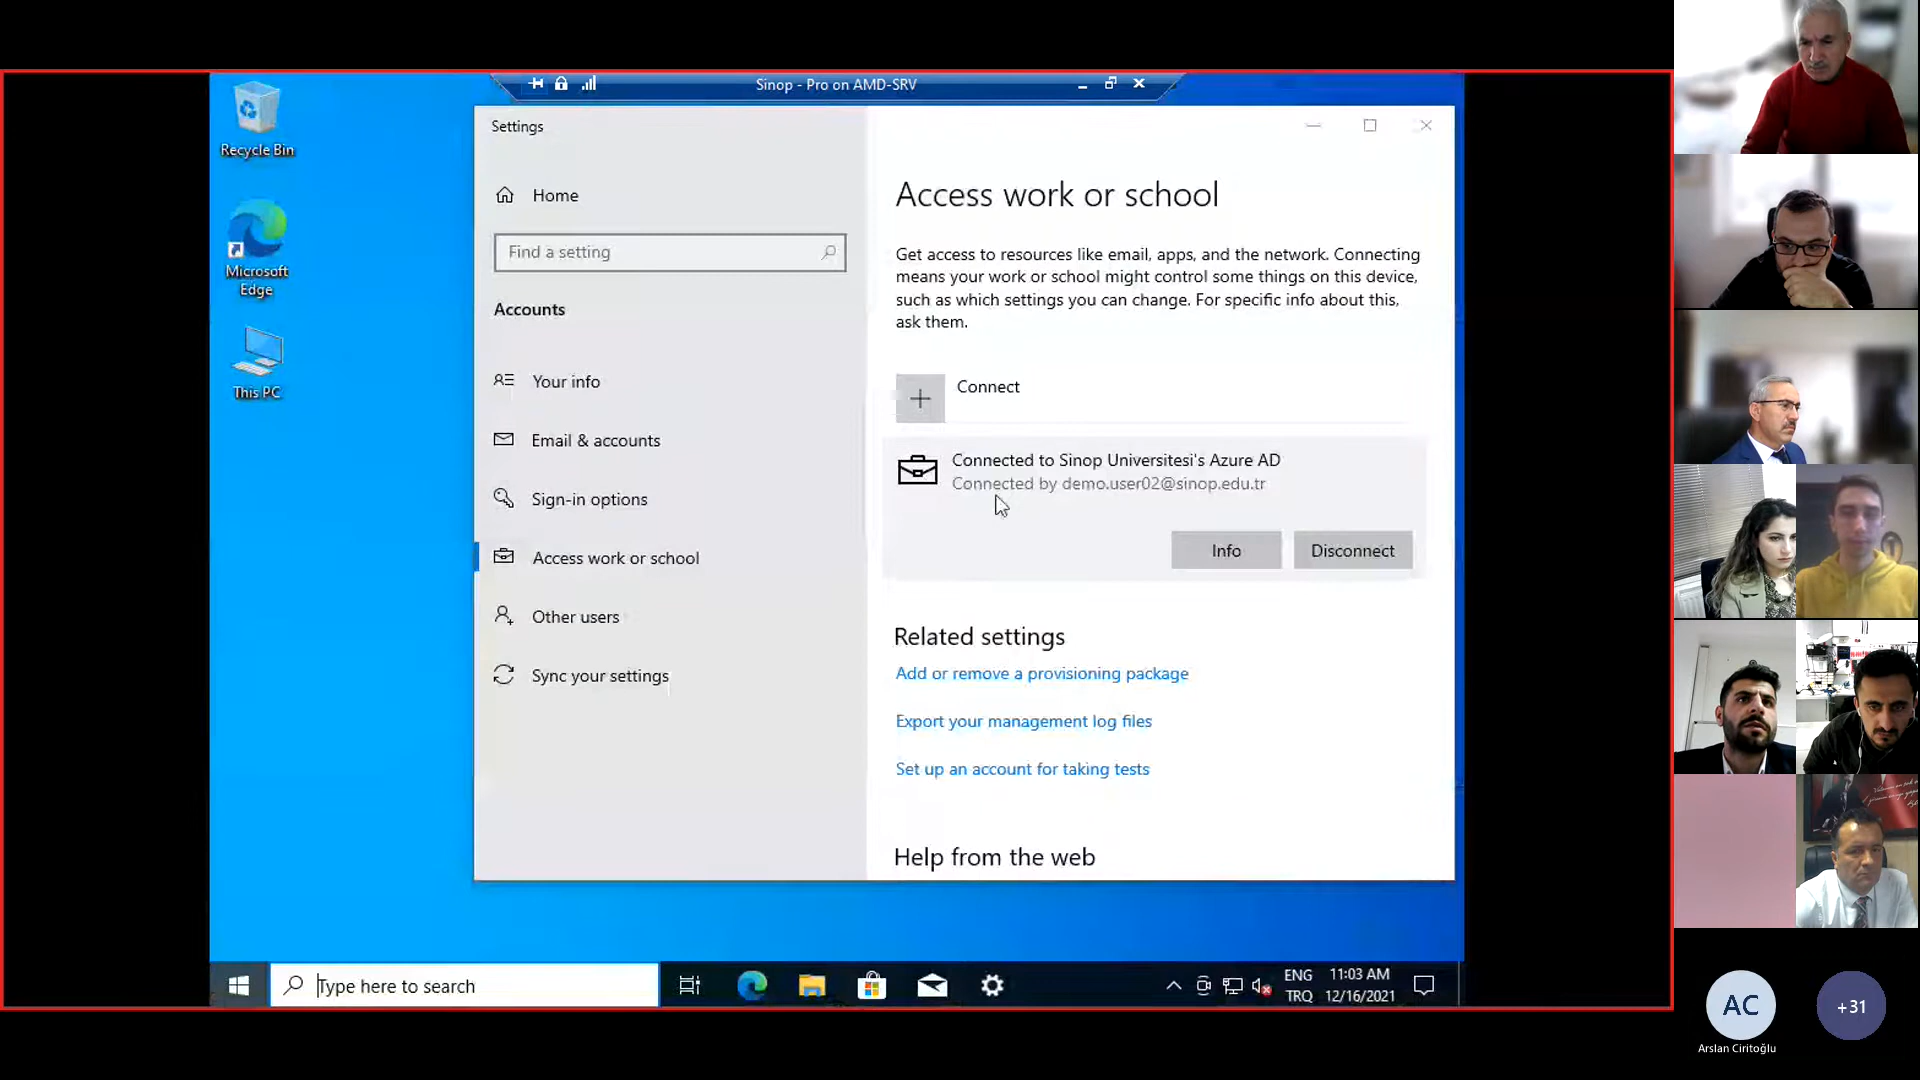 Sinop - Pro on AMD-SRV
Recycle Bin
Microsoft
Edge
This PC
Settings
Home
Find a setting
Accounts
Your info
Email & accounts
Sign-in options
Access work or school
Other users
Sync your settings
Access work or school
Get access to resources like email, apps, and the network. Connecting
means your work or school might control some things on this device,
such as which settings you can change. For specific info about this,
ask them.
Connect
Connected to Sinop Universitesi's Azure AD
Connected by demo.user02@sinop.edu.tr
Info
Disconnect
Related settings
Add or remove a provisioning package
Export your management log files
Set up an account for taking tests
Help from the web
Type here to search
ENG
TRQ
11:03 AM
12/16/2021
AC
Arslan Ciritoğlu
+31